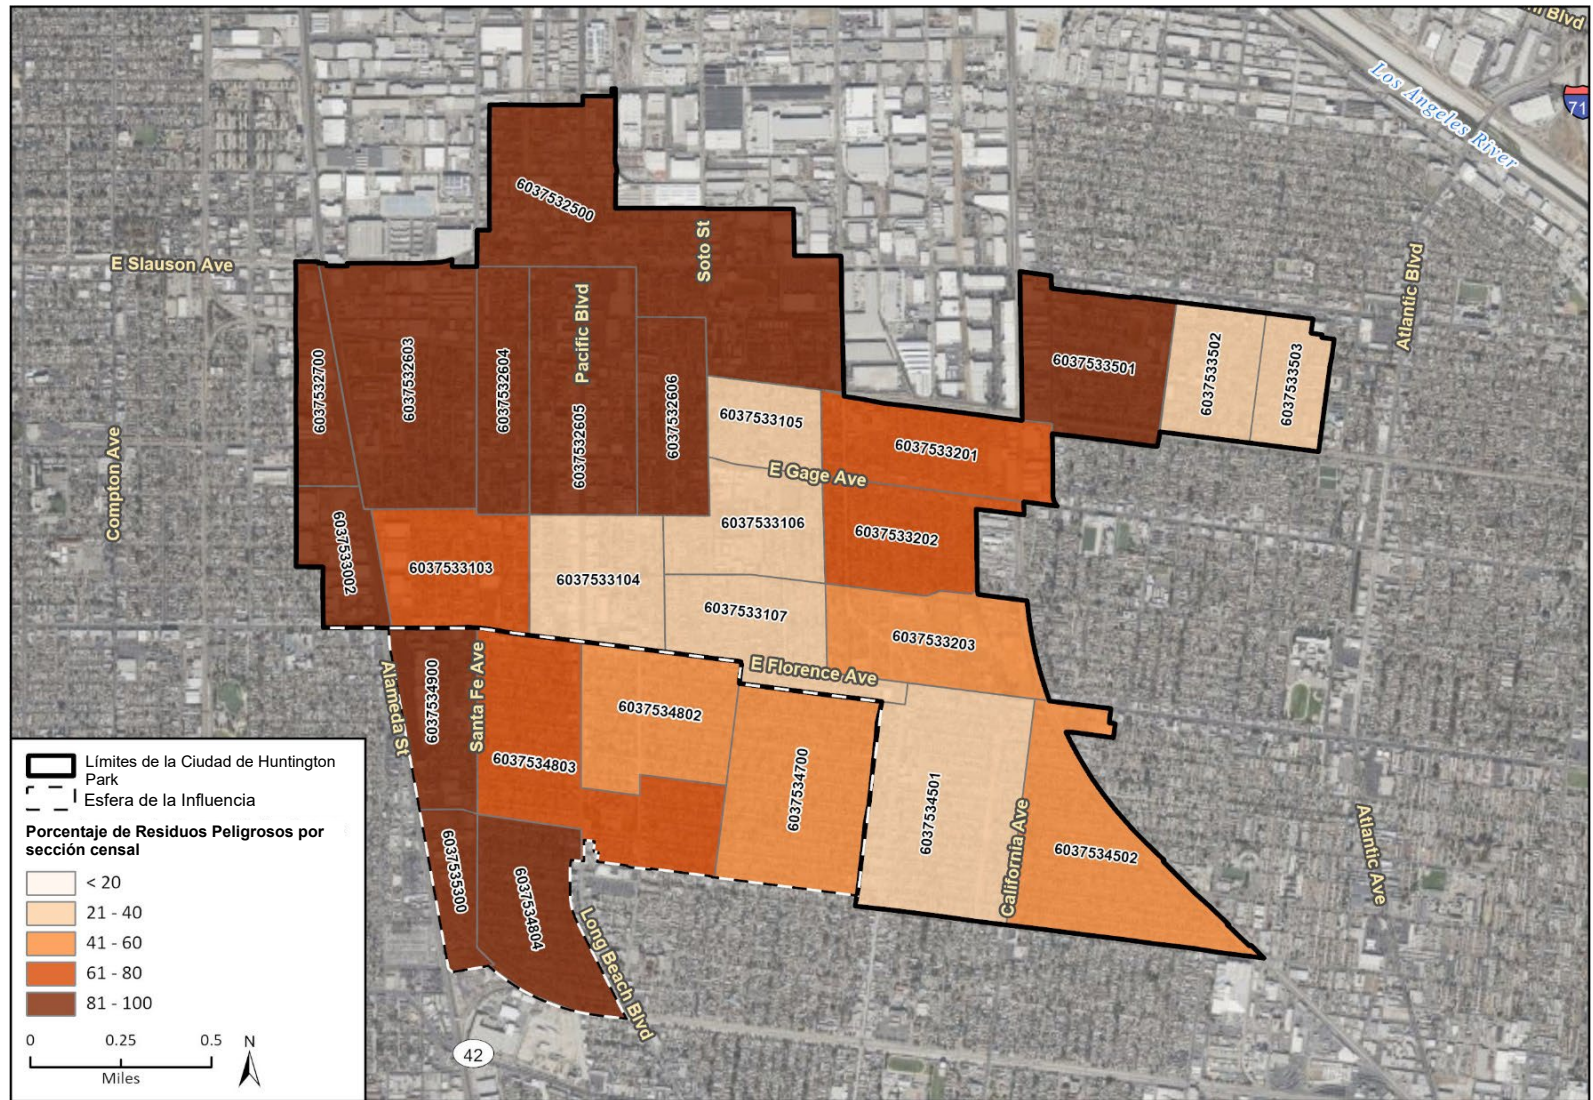 ni Blvd
Los Angeles River
71
6037532500
Soto St
E Slauson Ave
Atlantic Blvd
Pacific Blvd
6037532700
6037532603
6037532604
6037532605
6037532606
6037533501
6037533502
6037533503
6037533105
6037533201
E Gage Ave
Compton Ave
6037533106
6037533202
6037533002
6037533103
6037533104
6037533107
6037533203
E Florence Ave
Alameda St
6037534900
Santa Fe Ave
6037534802
6037534803
6037534700
6037534501
California Ave
6037534502
Atlantic Ave
6037535300
6037534804
Long Beach Blvd
42
Límites de la Ciudad de Huntington
Park
Esfera de la Influencia
Porcentaje de Residuos Peligrosos por
sección censal
< 20
21 - 40
41 - 60
61 - 80
81 - 100
0 0.25 0.5
Miles
N